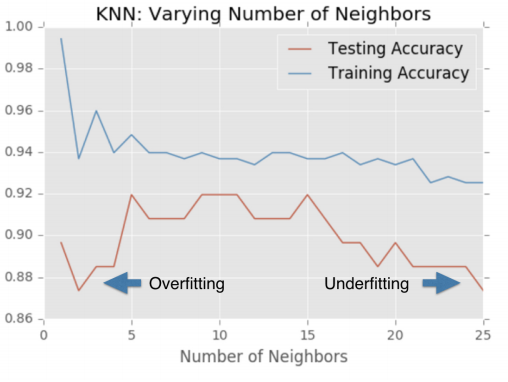 KNN: Varying Number of Neighbors
1.00
0.98
0.96
0.94
0.92
0.90
0.88
0.86
Testing Accuracy
Training Accuracy
Overfitting
Underfitting
0 5 10 15 20 25
Number of Neighbors